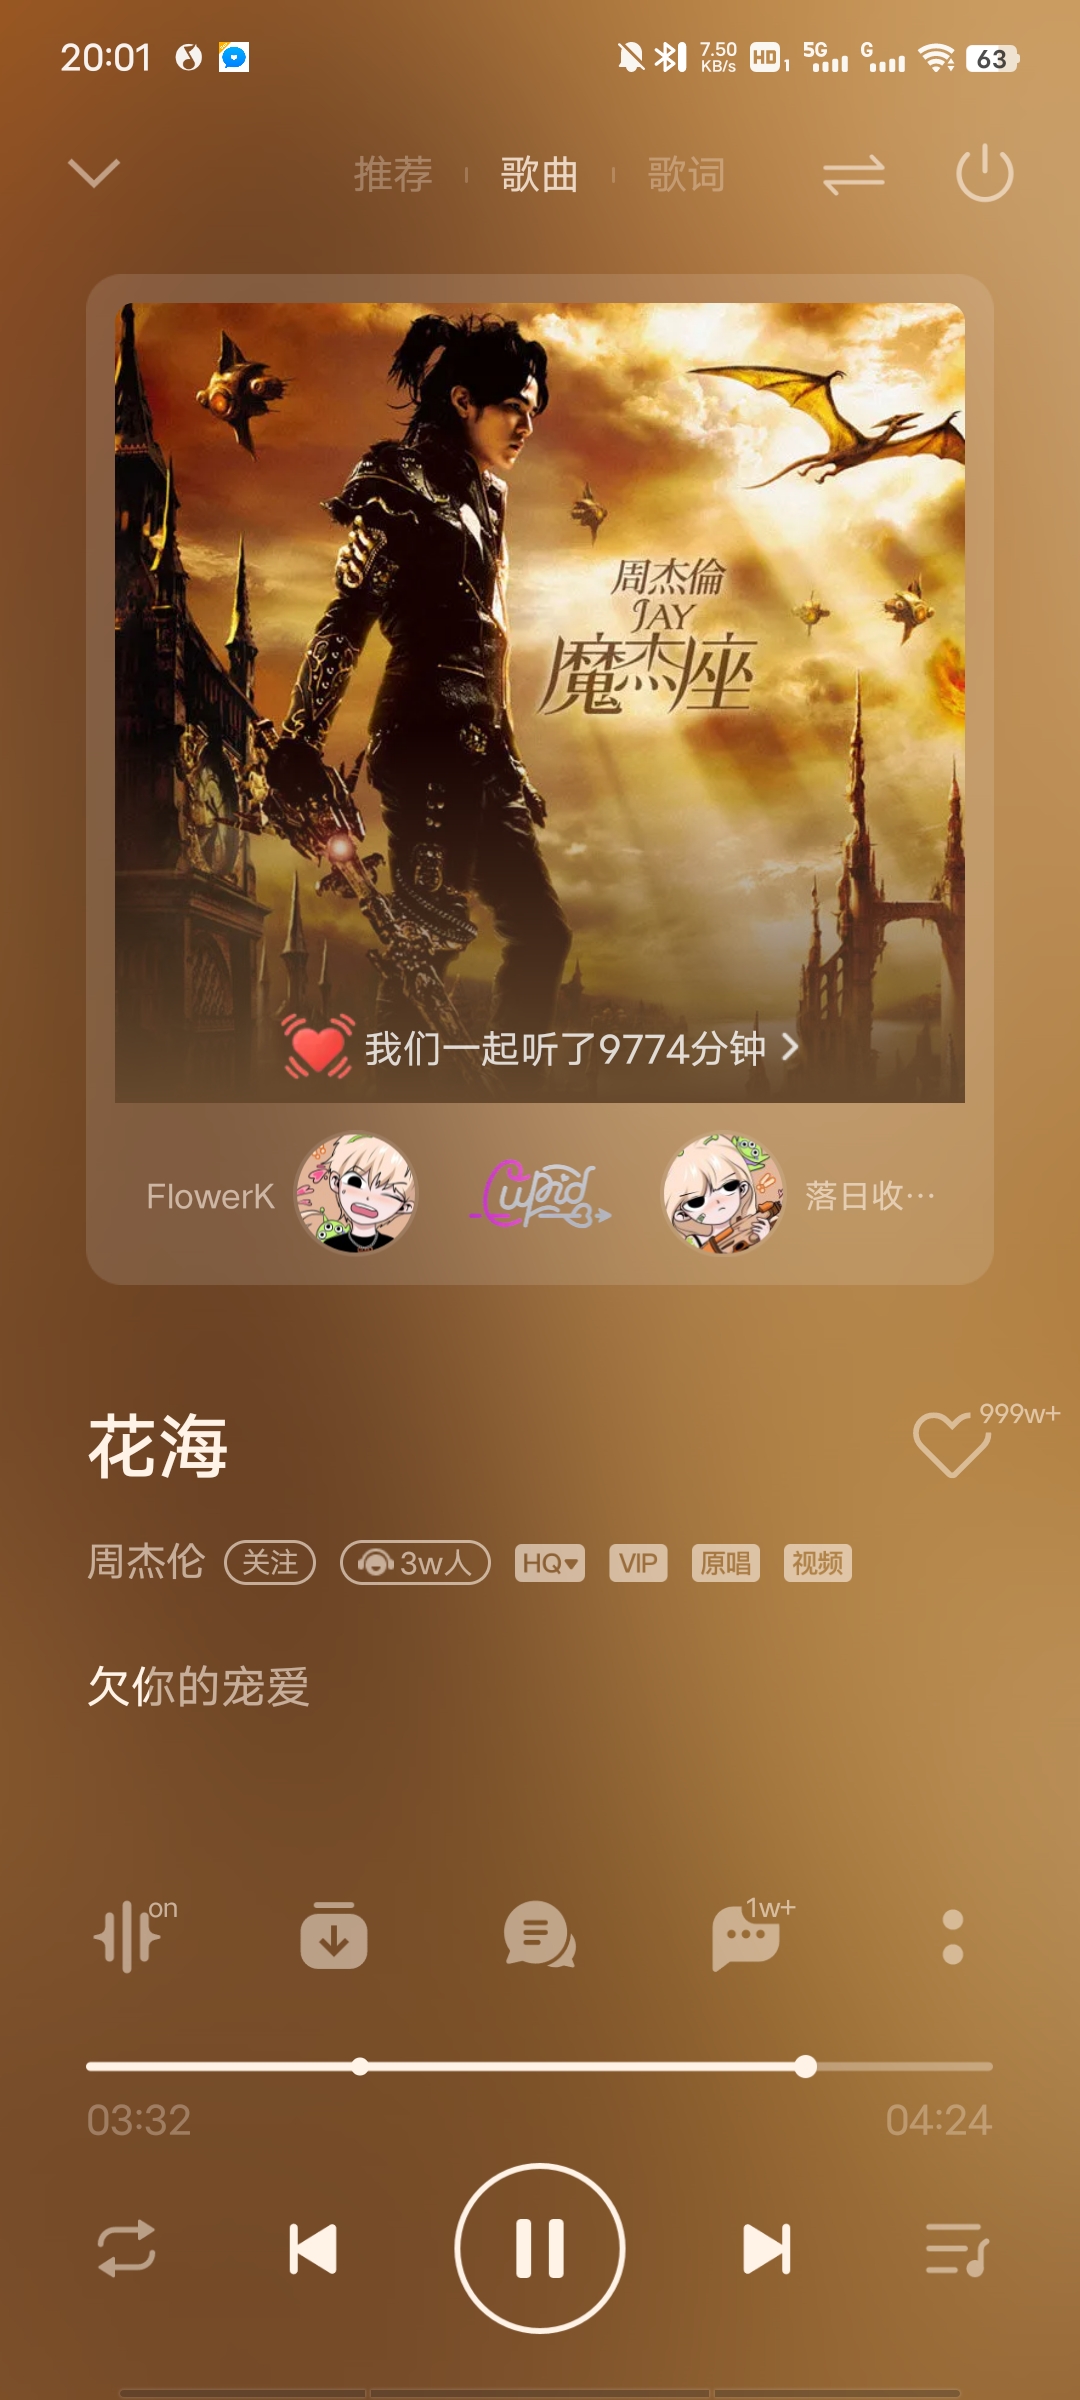 20:01 7.50 KB/s HD 1 5G G 63
推荐 歌曲 歌词
周杰倫
JAY
魔杰座
我们一起听了9774分钟
FlowerK Cupid 落日收…
花海 999w+
周杰伦 关注 3w人 HQ VIP 原唱 视频
欠你的宠爱
on 1w+
03:32 04:24